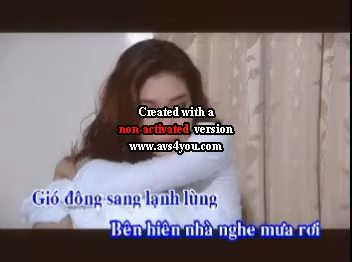 Created with a
non-activated version
www.avs4you.com
Gió đông sang lạnh lùng
Bên hiên nhà nghe mưa rơi